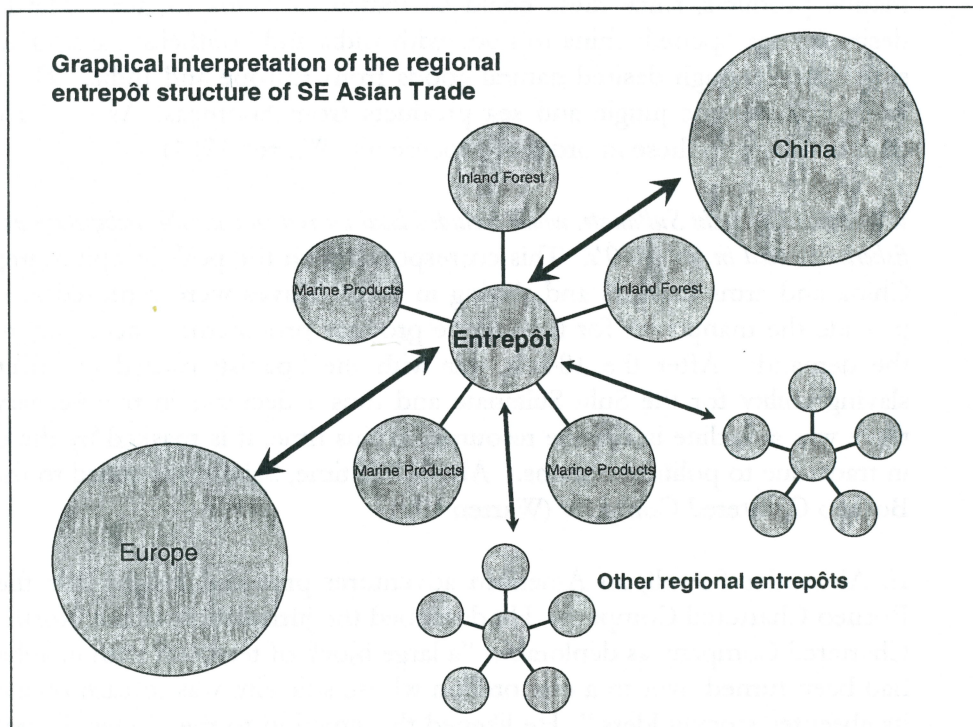 Graphical interpretation of the regional
entrepôt structure of SE Asian Trade
China
Inland Forest
Marine Products
Inland Forest
Entrepôt
Marine Products
Marine Products
Europe
Other regional entrepôts